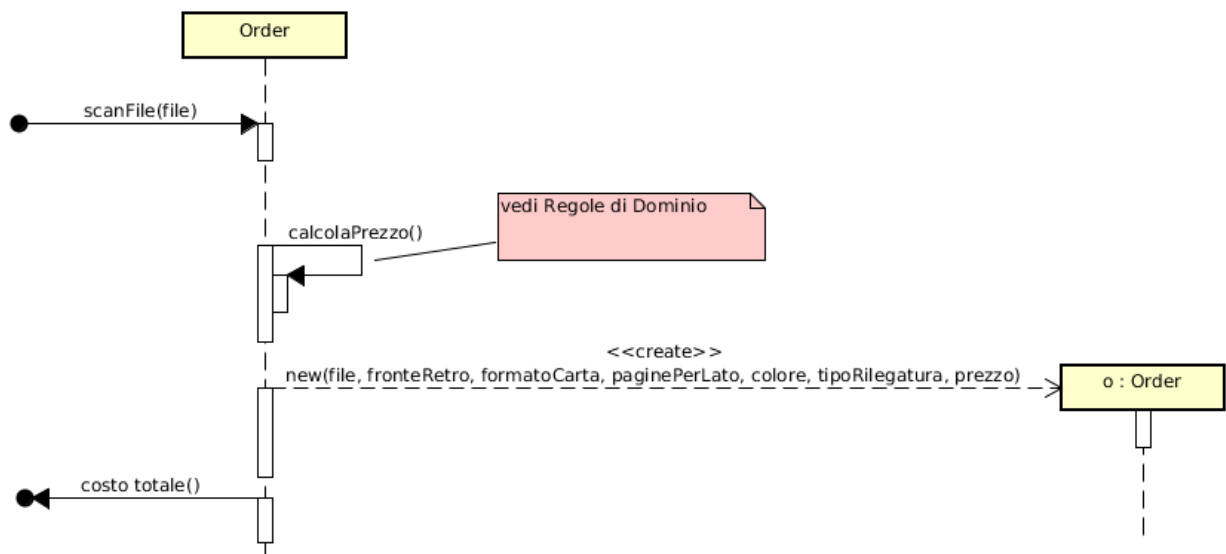 Order
scanFile(file)
vedi Regole di Dominio
calcolaPrezzo()
<<create>>
new(file, fronteRetro, formatoCarta, paginePerLato, colore, tipoRilegatura, prezzo)
o : Order
costo totale()